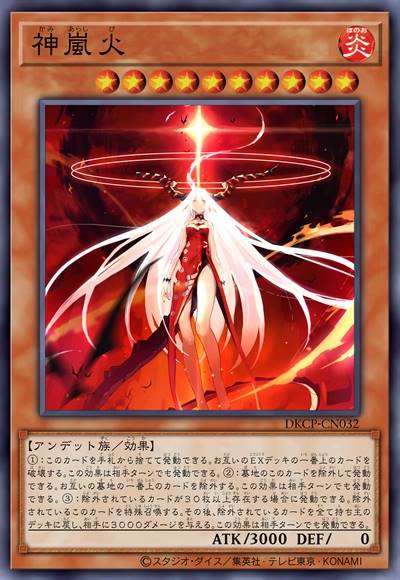 かみ あらし び
神嵐火
ほのお
炎
DKCP-CN032
【アンデット族／効果】
①：このカードを手札から捨て発動できる。お互いのEXデッキの一番上のカードを
破壊する。この効果は相手ターンでも発動できる。②：墓地のこのカードを除外して発動
できる。お互いの墓地の一番上のカードを除外する。この効果は相手ターンでも発動でき
る。③：除外されているカードが３０枚以上存在する場合に発動できる。除外
されているこのカードを特殊召喚する。その後、除外されているカードを全て持ち主の
デッキに戻し、相手に３０００ダメージを与える。この効果は相手ターンでも発動できる。
ATK/3000 DEF/ 0
©スタジオ・ダイス／集英社・テレビ東京・KONAMI